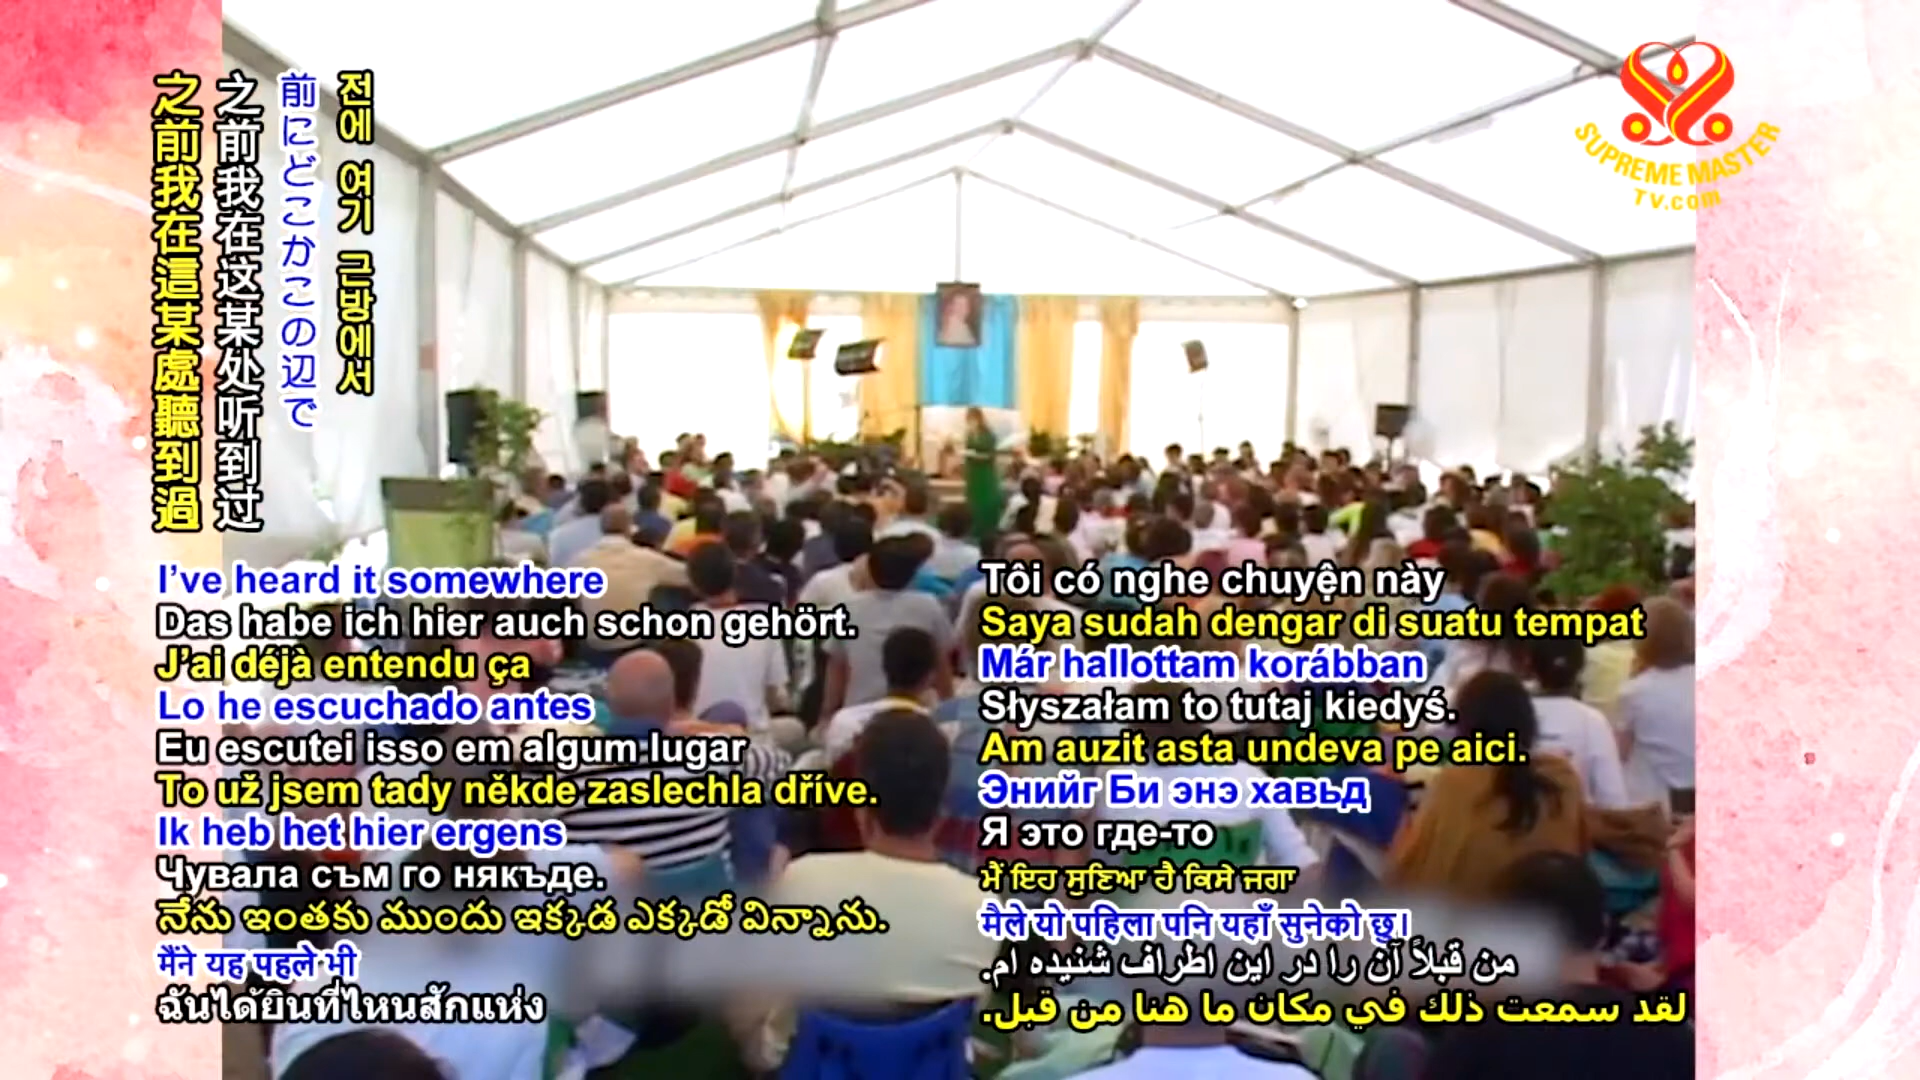 전에 여기 근방에서
前にどこかこの辺で
之前我在这某处听到过
之前我在這某處聽到過
SUPREME MASTER
TV.com
I've heard it somewhere
Das habe ich hier auch schon gehört.
J'ai déjà entendu ça
Lo he escuchado antes
Eu escutei isso em algum lugar
To už jsem tady někde zaslechla dříve.
Ik heb het hier ergens
Чувала съм го някъде.
నేను ఇంతకు ముందు ఇక్కడ ఎక్కడో విన్నాను.
मैंने यह पहले भी
ฉันได้ยินที่ไหนสักแห่ง
Tôi có nghe chuyện này
Saya sudah dengar di suatu tempat
Már hallottam korábban
Słyszałam to tutaj kiedyś.
Am auzit asta undeva pe aici.
Энийг Би энэ хавьд
Я это где-то
ਮੈਂ ਇਹ ਸੁਣਿਆ ਹੈ ਕਿਸੇ ਜਗਾ
मैले यो पहिला पनि यहाँ सुनेको छु।
من قبلاً آن را در این اطراف شنیده ام.
لقد سمعت ذلك في مكان ما هنا من قبل.